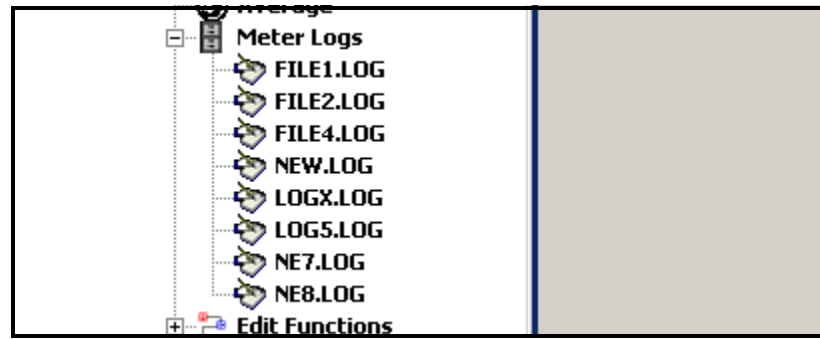 Average
Meter Logs
FILE1.LOG
FILE2.LOG
FILE4.LOG
NEW.LOG
LOGX.LOG
LOG5.LOG
NE7.LOG
NE8.LOG
Edit Functions